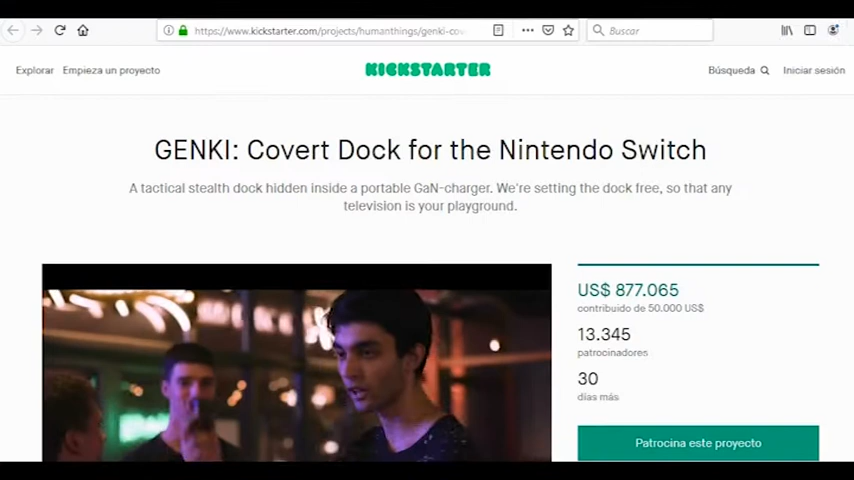 https://www.kickstarter.com/projects/humanthings/genki-cov
Buscar
Explorar
Empieza un proyecto
KICKSTARTER
Búsqueda
Iniciar sesión
GENKI: Covert Dock for the Nintendo Switch
A tactical stealth dock hidden inside a portable GaN-charger. We're setting the dock free, so that any
television is your playground.
US$ 877.065
contribuido de 50.000 US$
13.345
patrocinadores
30
días más
Patrocina este proyecto